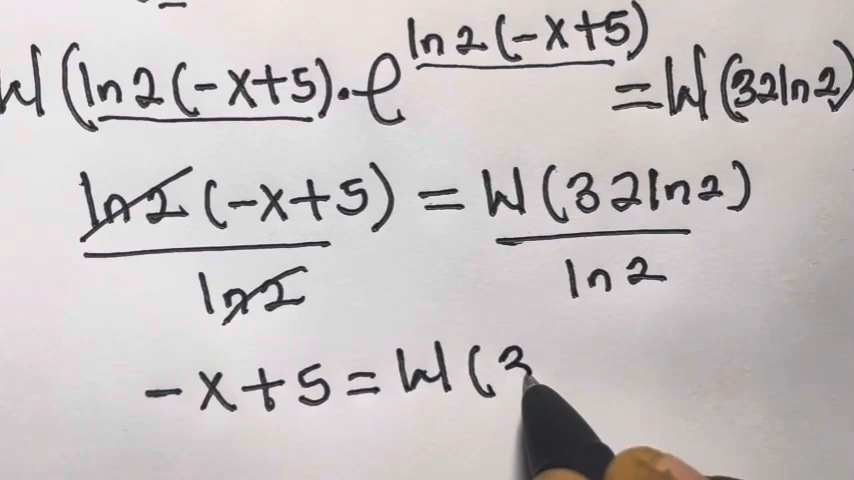 W(ln2(-x+5)·e^ln2(-x+5) = W(32ln2)
ln2(-x+5) = W(32ln2)
ln2 ln2
-x+5 = W(3